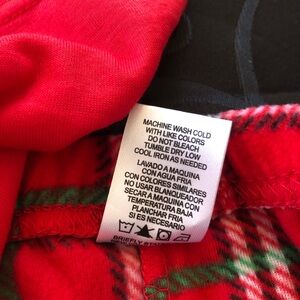 MACHINE WASH COLD
WITH LIKE COLORS
DO NOT BLEACH
TUMBLE DRY LOW
COOL IRON AS NEEDED
LAVADO A MAQUINA
CON AGUA FRIA
CON COLORES SIMILARES
NO USAR BLANQUEADOR
SECAR A MAQUINA CON
TEMPERATURA BAJA
PLANCHAR FRIA
SI ES NECESARIO
BRIEFLY